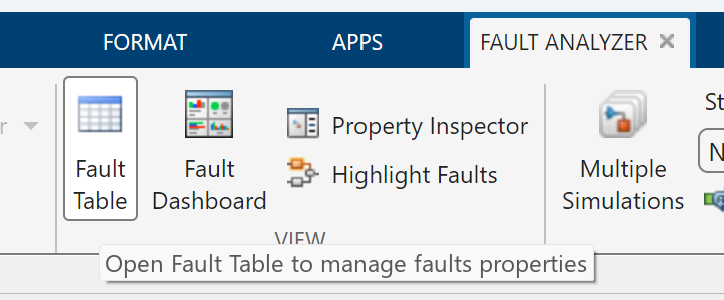 FORMAT
APPS
FAULT ANALYZER
Fault
Table
Fault
Dashboard
Property Inspector
Highlight Faults
Multiple
Simulations
St
N
VIEW
Open Fault Table to manage faults properties